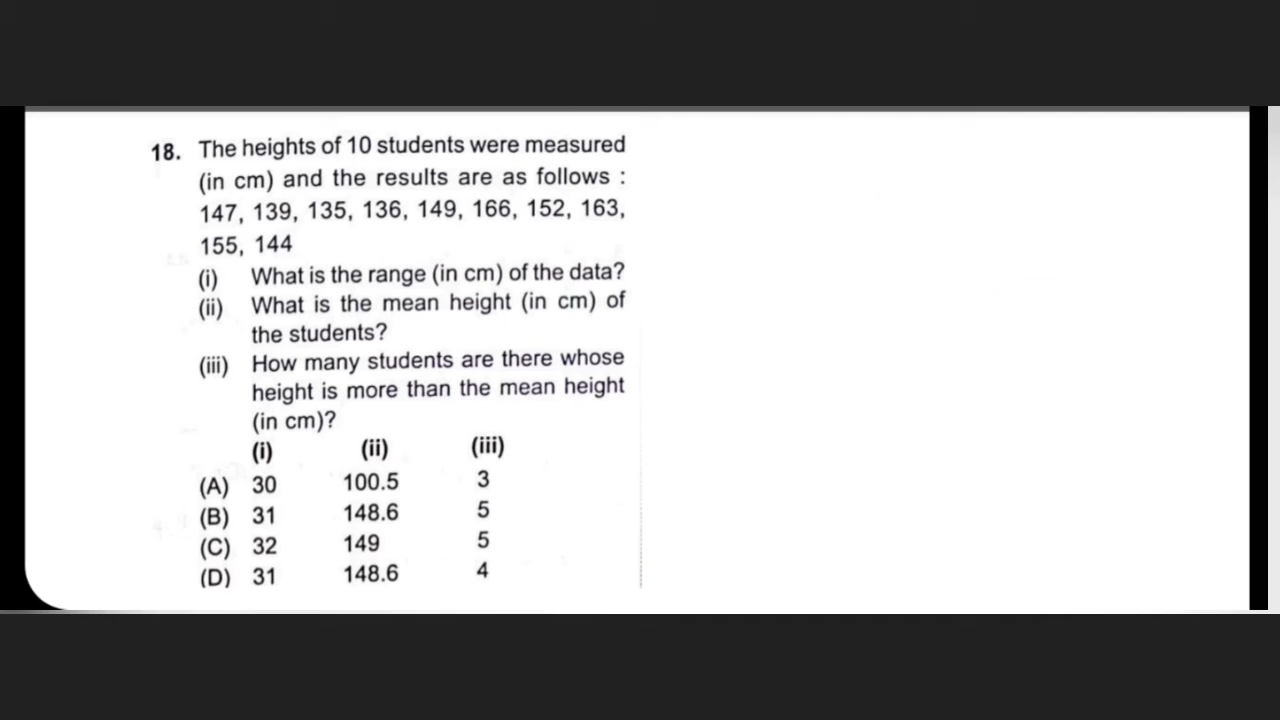 18. The heights of 10 students were measured
(in cm) and the results are as follows :
147, 139, 135, 136, 149, 166, 152, 163,
155, 144
(i) What is the range (in cm) of the data?
(ii) What is the mean height (in cm) of
the students?
(iii) How many students are there whose
height is more than the mean height
(in cm)?
(i) (ii) (iii)
(A) 30 100.5 3
(B) 31 148.6 5
(C) 32 149 5
(D) 31 148.6 4